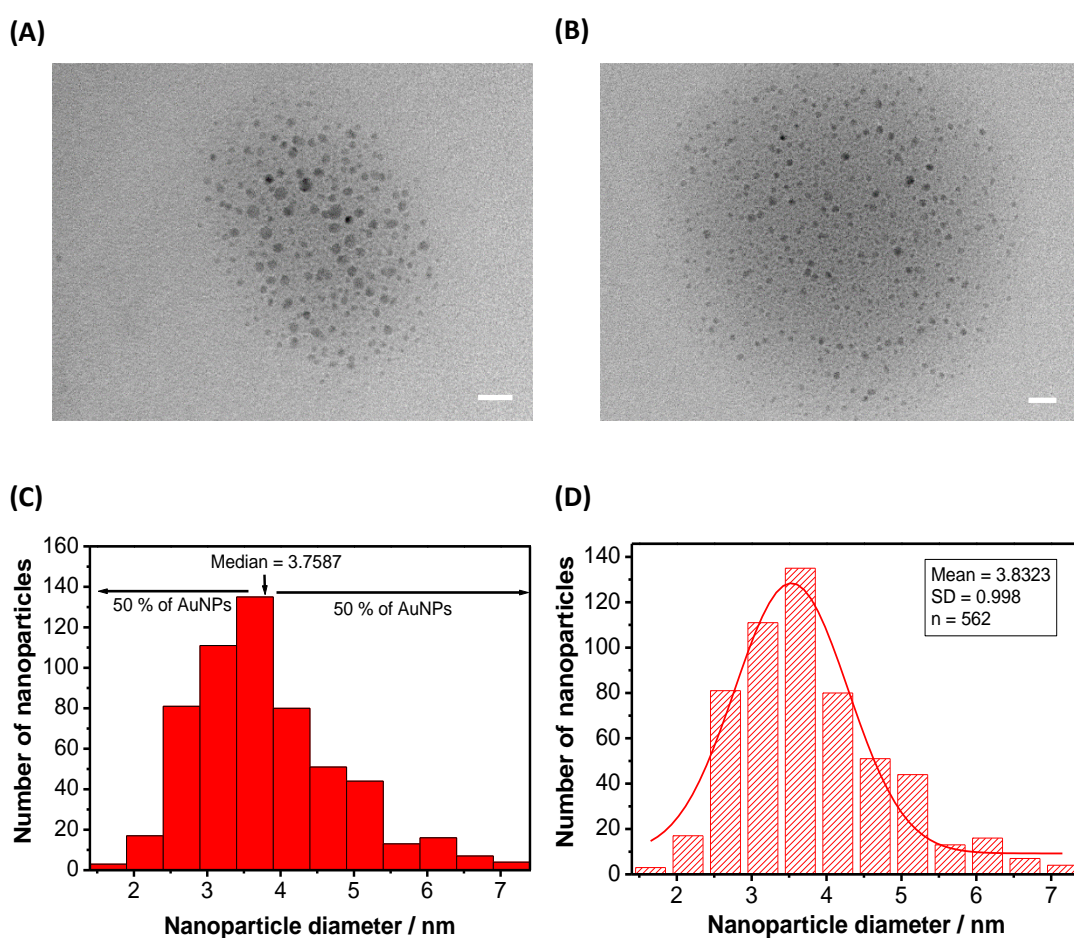 (A)
(B)
(C)
(D)
Number of nanoparticles
160
140
120
100
80
60
40
20
0
Median = 3.7587
50 % of AuNPs
50 % of AuNPs
2 3 4 5 6 7
Nanoparticle diameter / nm
Number of nanoparticles
140
120
100
80
60
40
20
0
Mean = 3.8323
SD = 0.998
n = 562
2 3 4 5 6 7
Nanoparticle diameter / nm